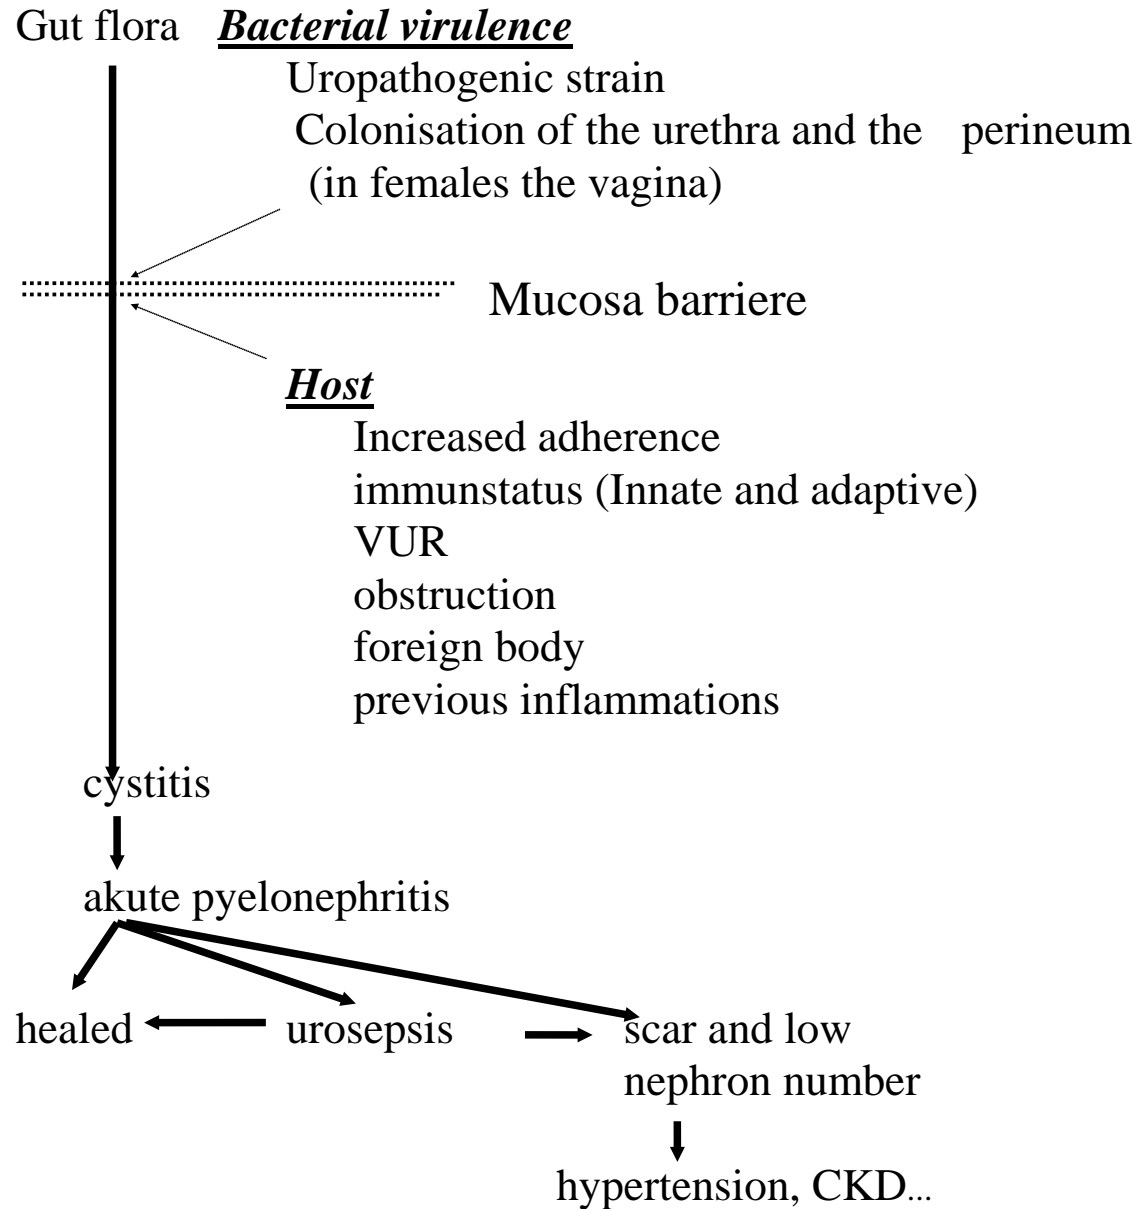 Gut flora Bacterial virulence
Uropathogenic strain
Colonisation of the urethra and the perineum
(in females the vagina)
Mucosa barriere
Host
Increased adherence
immunstatus (Innate and adaptive)
VUR
obstruction
foreign body
previous inflammations
cystitis
akute pyelonephritis
healed urosepsis scar and low
nephron number
hypertension, CKD...